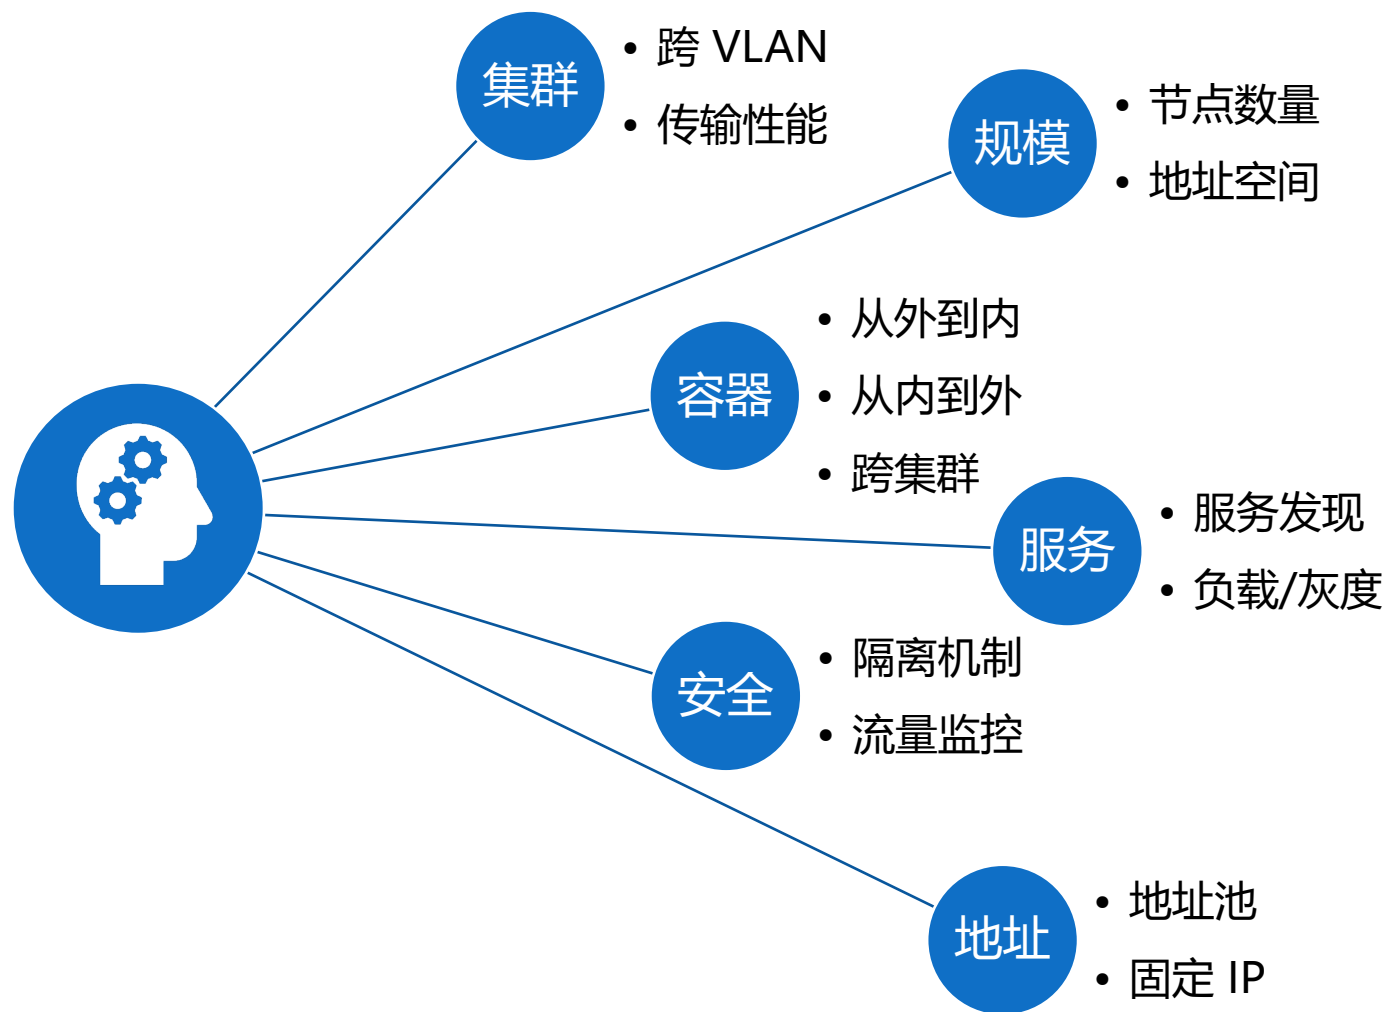 集群
• 跨 VLAN
• 传输性能
规模
• 节点数量
• 地址空间
容器
• 从外到内
• 从内到外
• 跨集群
服务
• 服务发现
• 负载/灰度
安全
• 隔离机制
• 流量监控
地址
• 地址池
• 固定 IP